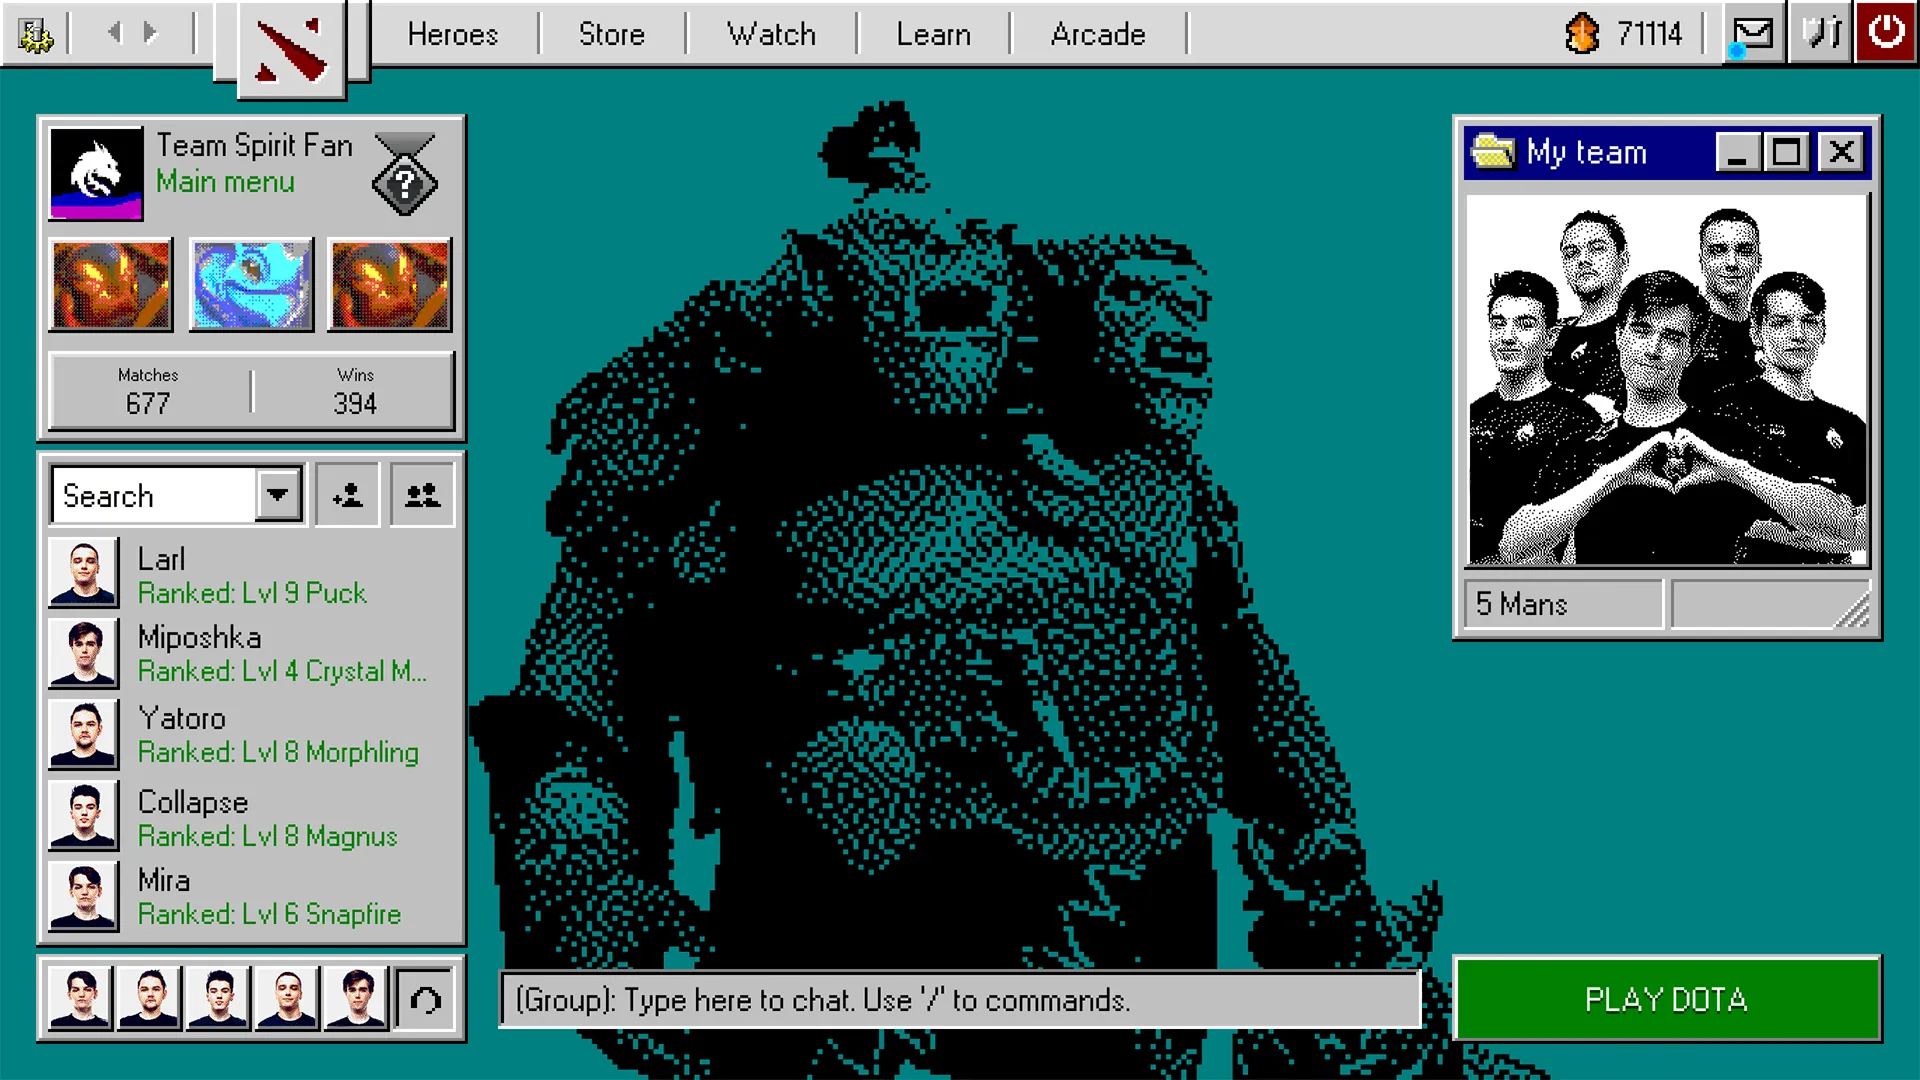 Heroes
Store
Watch
Learn
Arcade
71114
Team Spirit Fan
Main menu
?
Matches
677
Wins
394
Search
Larl
Ranked: Lvl 9 Puck
Miposhka
Ranked: Lvl 4 Crystal M...
Yatoro
Ranked: Lvl 8 Morphling
Collapse
Ranked: Lvl 8 Magnus
Mira
Ranked: Lvl 6 Snapfire
My team
5 Mans
(Group): Type here to chat. Use '/' to commands.
PLAY DOTA